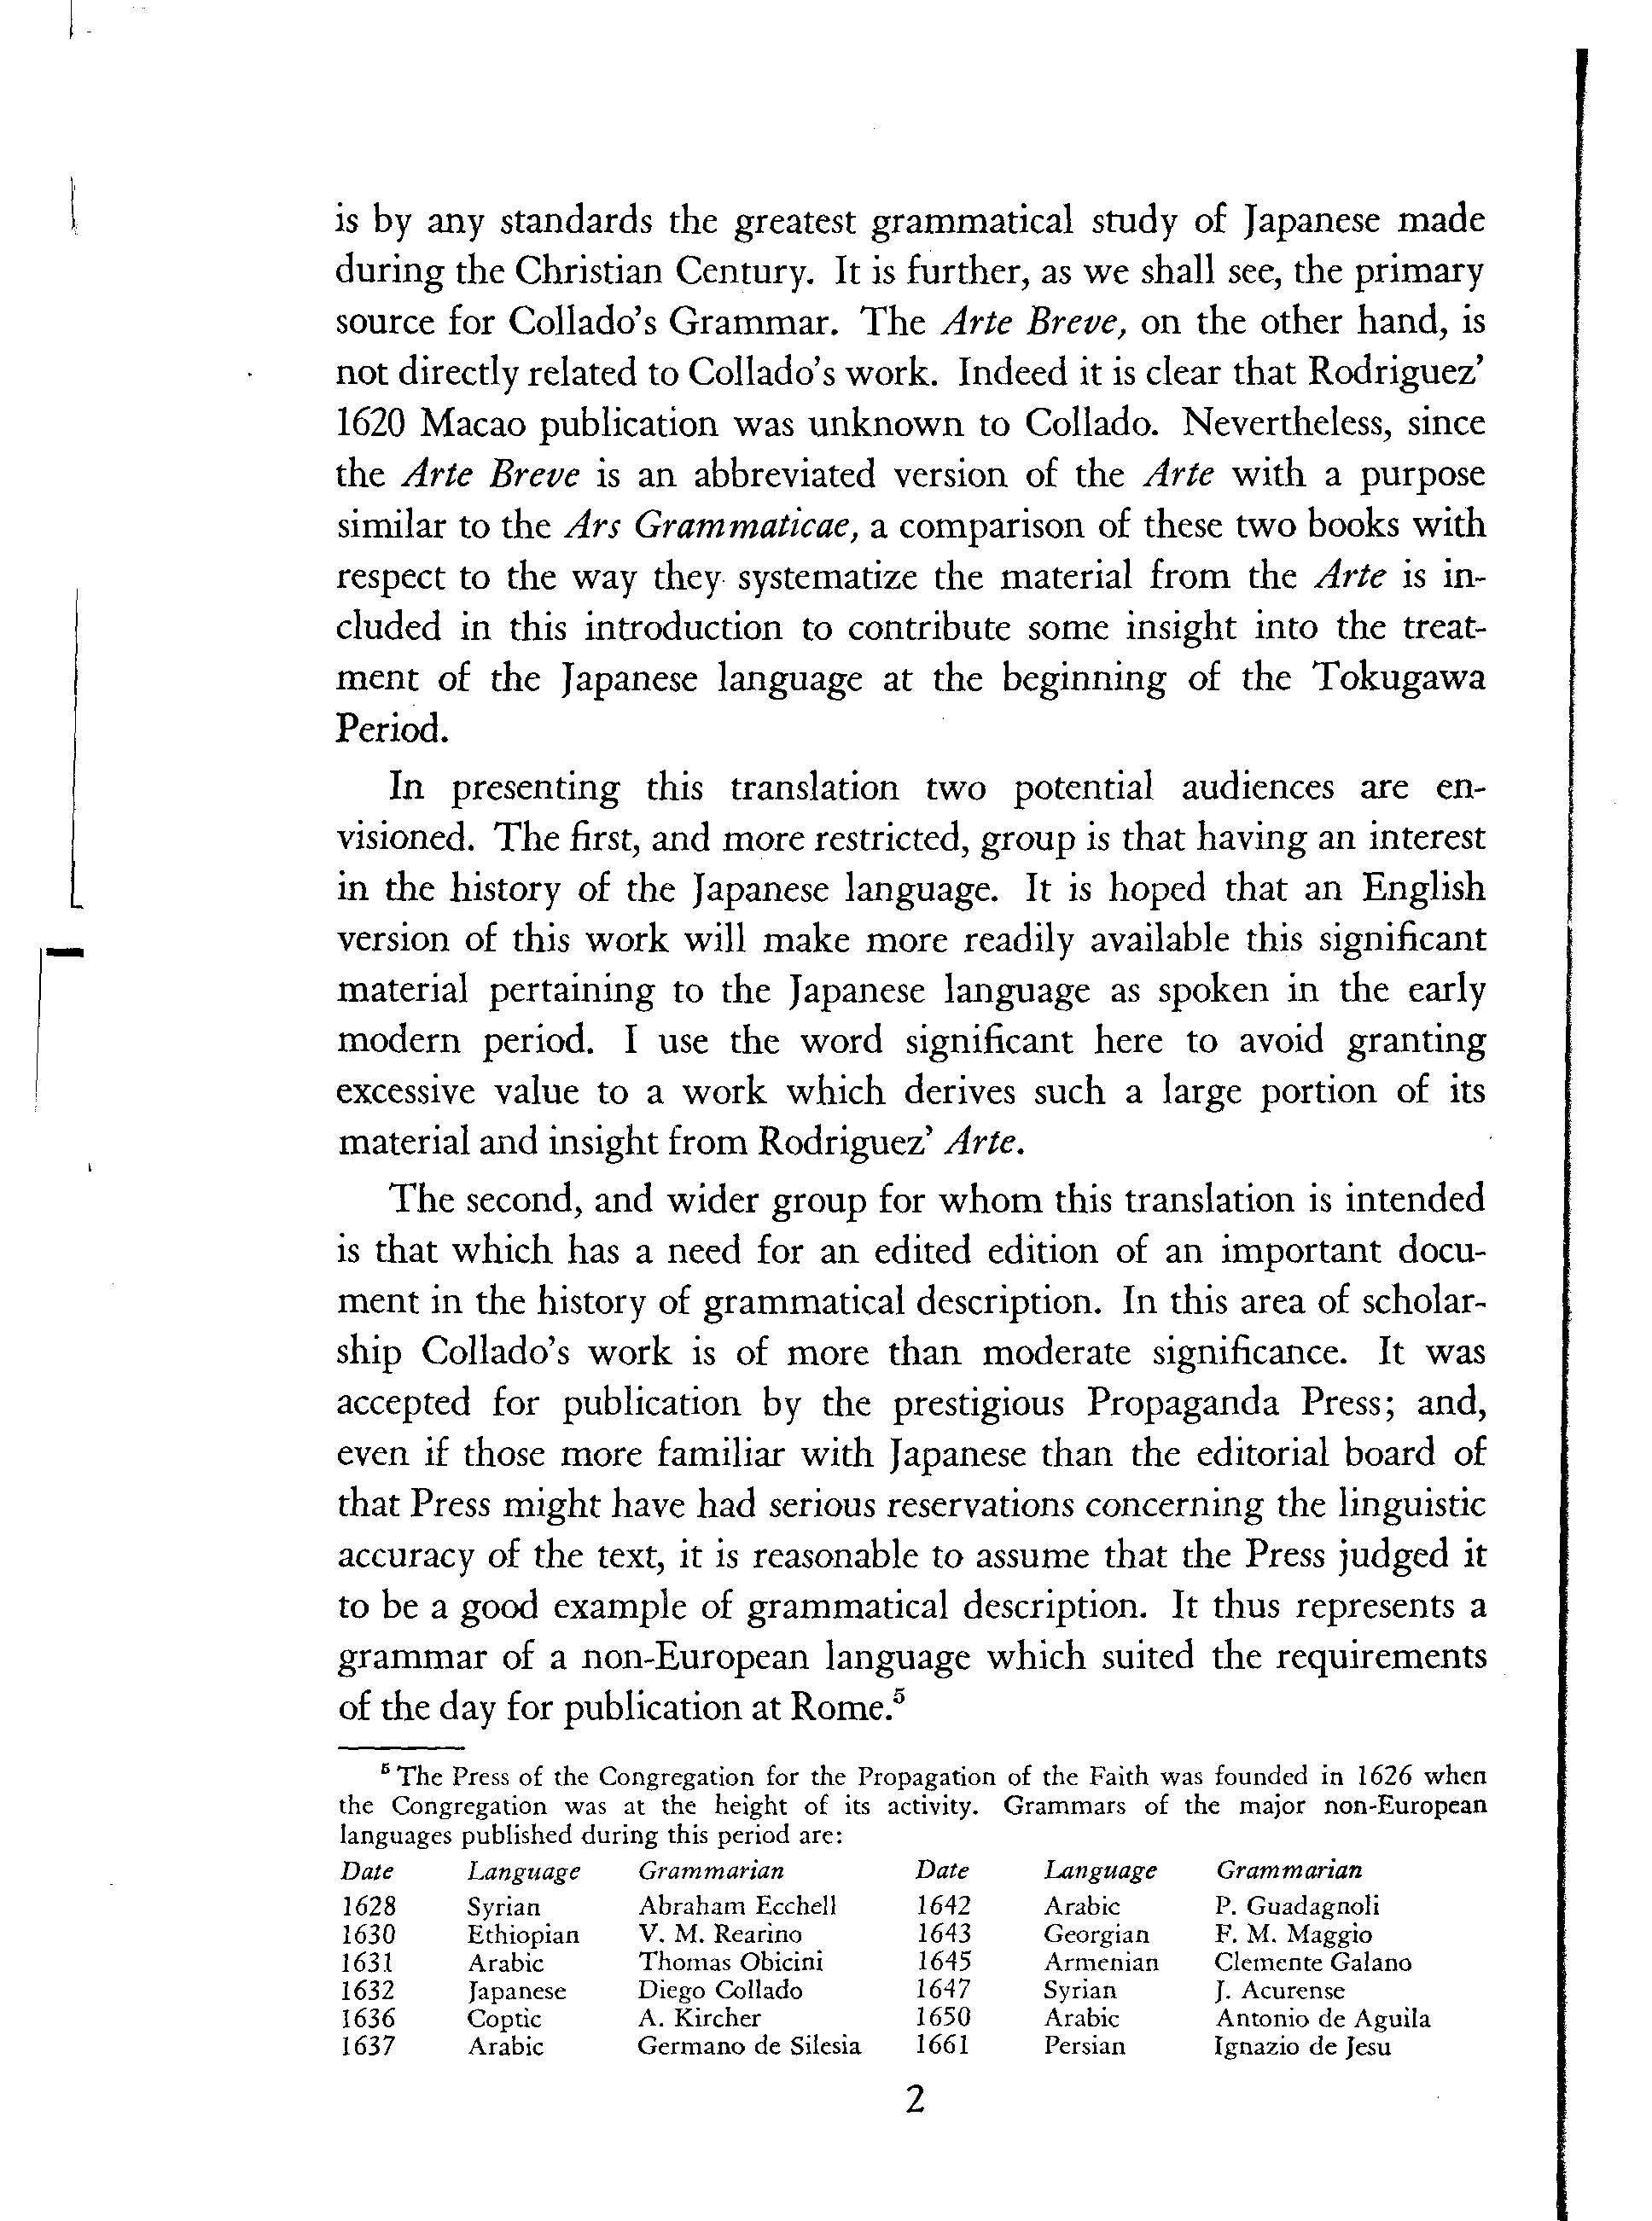 is by any standards the greatest grammatical study of Japanese made
during the Christian Century. It is further, as we shall see, the primary
source for Collado's Grammar. The Arte Breve, on the other hand, is
not directly related to Collado's work. Indeed it is clear that Rodriguez'
1620 Macao publication was unknown to Collado. Nevertheless, since
the Arte Breve is an abbreviated version of the Arte with a purpose
similar to the Ars Grammaticae, a comparison of these two books with
respect to the way they systematize the material from the Arte is in-
cluded in this introduction to contribute some insight into the treat-
ment of the Japanese language at the beginning of the Tokugawa
Period.
In presenting this translation two potential audiences are en-
visioned. The first, and more restricted, group is that having an interest
in the history of the Japanese language. It is hoped that an English
version of this work will make more readily available this significant
material pertaining to the Japanese language as spoken in the early
modern period. I use the word significant here to avoid granting
excessive value to a work which derives such a large portion of its
material and insight from Rodriguez' Arte.
The second, and wider group for whom this translation is intended
is that which has a need for an edited edition of an important docu-
ment in the history of grammatical description. In this area of scholar-
ship Collado's work is of more than moderate significance. It was
accepted for publication by the prestigious Propaganda Press; and,
even if those more familiar with Japanese than the editorial board of
that Press might have had serious reservations concerning the linguistic
accuracy of the text, it is reasonable to assume that the Press judged it
to be a good example of grammatical description. It thus represents a
grammar of a non-European language which suited the requirements
of the day for publication at Rome.⁵
⁵ The Press of the Congregation for the Propagation of the Faith was founded in 1626 when
the Congregation was at the height of its activity. Grammars of the major non-European
languages published during this period are:
Date Language Grammarian Date Language Grammarian
1628 Syrian Abraham Ecchell 1642 Arabic P. Guadagnoli
1630 Ethiopian V. M. Rearino 1643 Georgian F. M. Maggio
1631 Arabic Thomas Obicini 1645 Armenian Clemente Galano
1632 Japanese Diego Collado 1647 Syrian J. Acurense
1636 Coptic A. Kircher 1650 Arabic Antonio de Aguila
1637 Arabic Germano de Silesia 1661 Persian Ignazio de Jesu
2